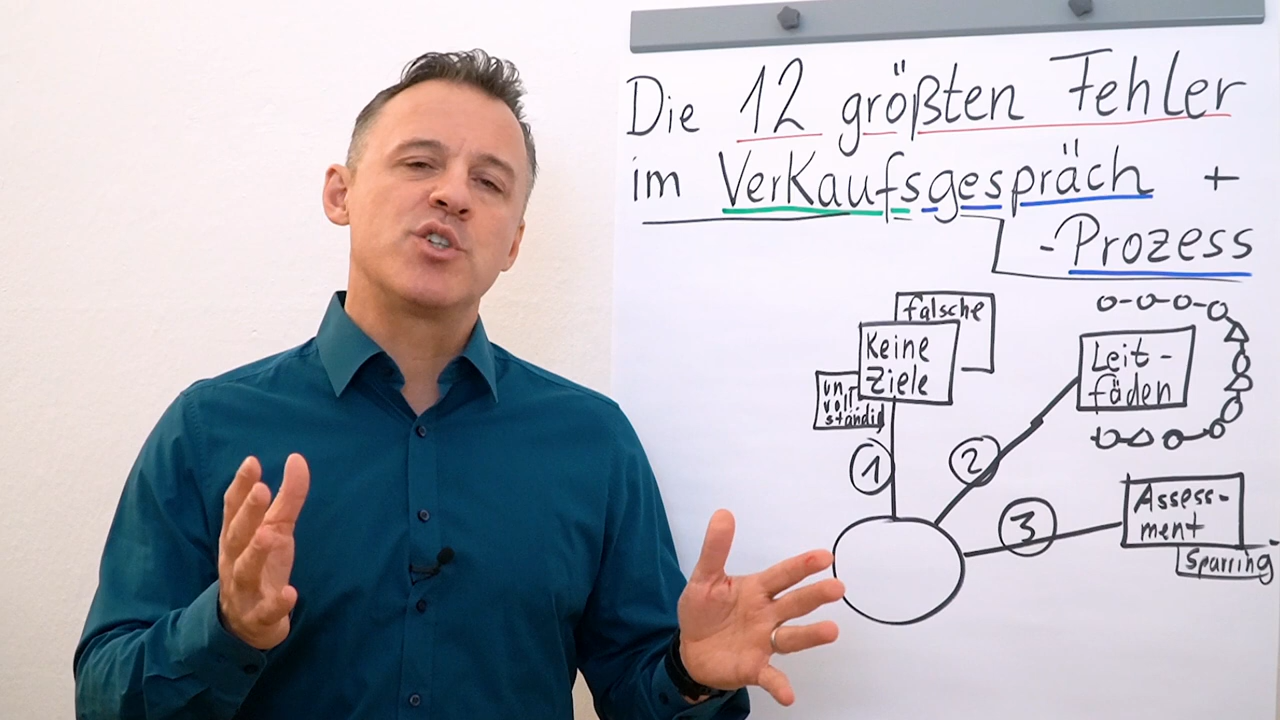 Die 12 größten Fehler
im Verkaufsgespräch +
-Prozess
falsche
Keine
Ziele
un
voll
ständig
1
2
Leit-
fäden
3
Assess-
ment
Sparring